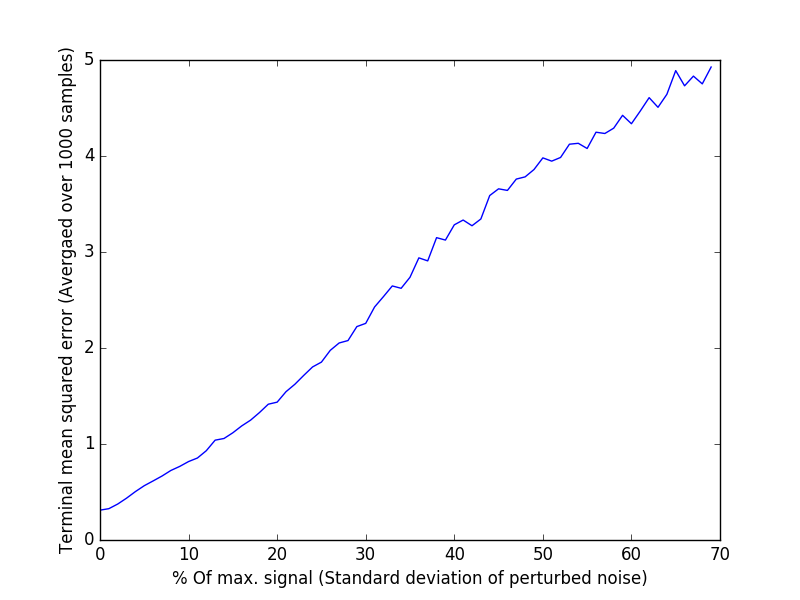 Terminal mean squared error (Avergaed over 1000 samples)
5
4
3
2
1
0
0 10 20 30 40 50 60 70
% Of max. signal (Standard deviation of perturbed noise)